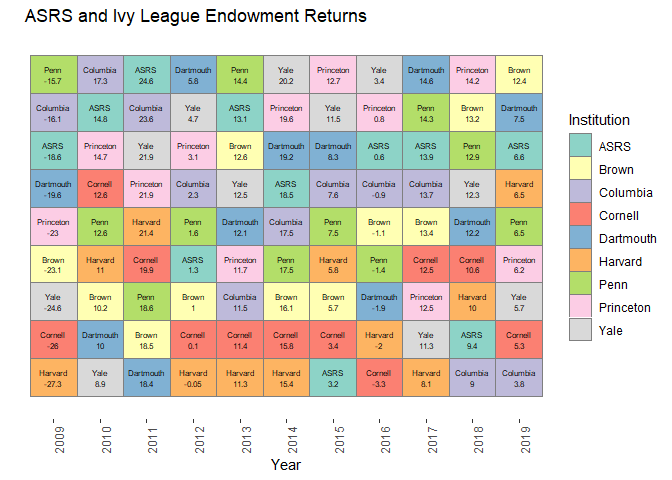 ASRS and Ivy League Endowment Returns
Penn Columbia ASRS Dartmouth Penn Yale Princeton Yale Dartmouth Princeton Brown
-15.7 17.3 24.6 5.8 14.4 20.2 12.7 3.4 14.6 14.2 12.4
Columbia ASRS Columbia Yale ASRS Princeton Yale Princeton Penn Brown Dartmouth
-16.1 14.8 23.6 4.7 13.1 19.6 11.5 0.8 14.3 13.2 7.5
ASRS Princeton Yale Princeton Brown Dartmouth Dartmouth ASRS ASRS Penn ASRS
-18.6 14.7 21.9 3.1 12.6 19.2 8.3 0.6 13.9 12.9 6.6
Dartmouth Cornell Princeton Columbia Yale ASRS Columbia Columbia Columbia Yale Harvard
-19.6 12.6 21.9 2.3 12.5 18.5 7.6 -0.9 13.7 12.3 6.5
Princeton Penn Harvard Penn Dartmouth Columbia Penn Brown Brown Dartmouth Penn
-23 12.6 21.4 1.6 12.1 17.5 7.5 -1.1 13.4 12.2 6.5
Brown Harvard Cornell ASRS Princeton Penn Harvard Penn Cornell Cornell Princeton
-23.1 11 19.9 1.3 11.7 17.5 5.8 -1.4 12.5 10.6 6.2
Yale Brown Penn Brown Columbia Brown Brown Dartmouth Princeton Harvard Yale
-24.6 10.2 18.6 1 11.5 16.1 5.7 -1.9 12.5 10 5.7
Cornell Dartmouth Brown Cornell Cornell Cornell Cornell Harvard Yale ASRS Cornell
-26 10 18.5 0.1 11.4 15.8 3.4 -2 11.3 9.4 5.3
Harvard Yale Dartmouth Harvard Harvard Harvard ASRS Cornell Harvard Columbia Columbia
-27.3 8.9 18.4 -0.05 11.3 15.4 3.2 -3.3 8.1 9 3.8
2009 2010 2011 2012 2013 2014 2015 2016 2017 2018 2019
Year
Institution
ASRS
Brown
Columbia
Cornell
Dartmouth
Harvard
Penn
Princeton
Yale